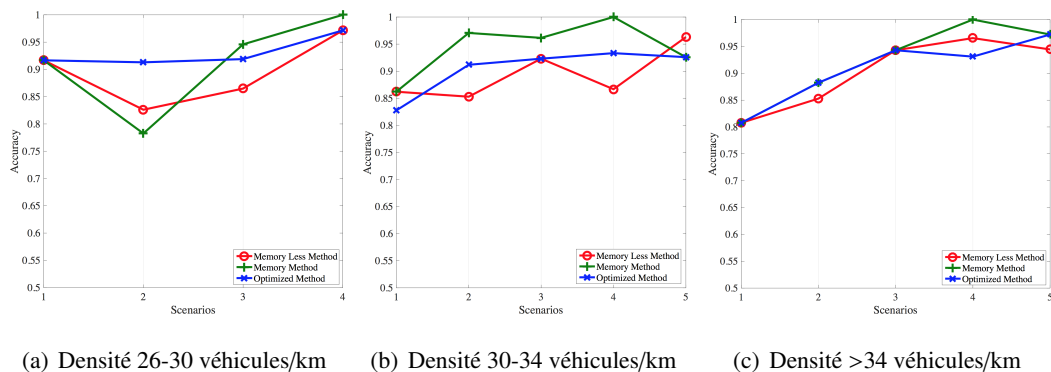 1
0.95
0.9
0.85
0.8
0.75
0.7
0.65
0.6
0.55
0.5
Accuracy
1
2
3
4
Scenarios
Memory Less Method
Memory Method
Optimized Method
1
0.95
0.9
0.85
0.8
0.75
0.7
0.65
0.6
0.55
0.5
Accuracy
1
2
3
4
5
Scenarios
Memory Less Method
Memory Method
Optimized Method
1
0.95
0.9
0.85
0.8
0.75
0.7
0.65
0.6
0.55
0.5
Accuracy
1
2
3
4
5
Scenarios
Memory Less Method
Memory Method
Optimized Method
(a) Densité 26-30 véhicules/km
(b) Densité 30-34 véhicules/km
(c) Densité >34 véhicules/km